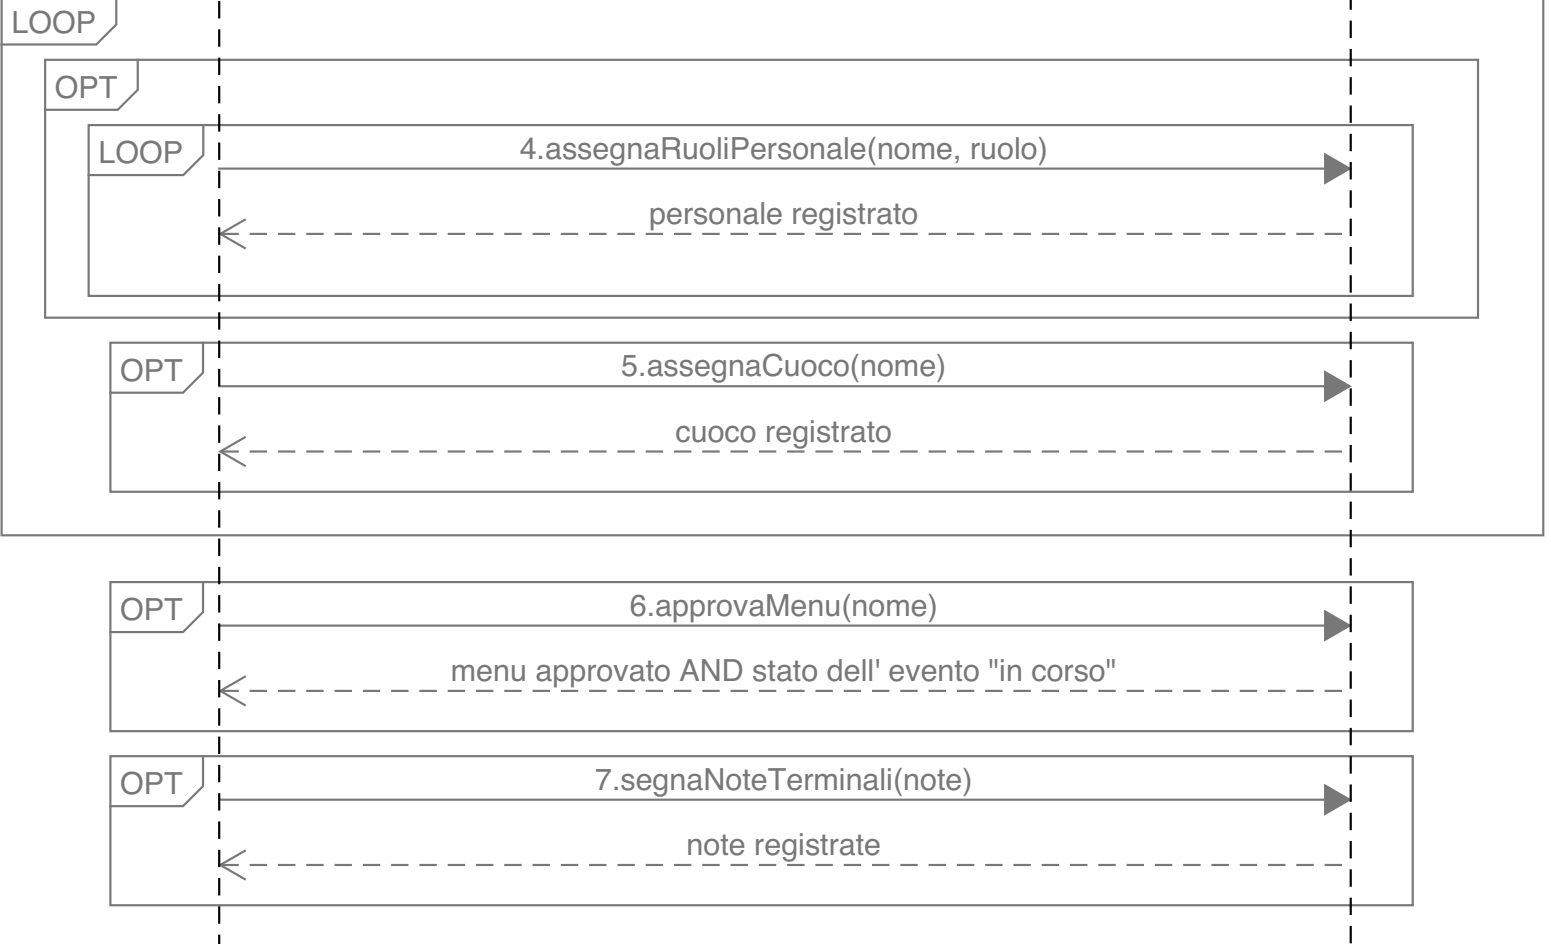 LOOP
OPT
LOOP
4.assegnaRuoliPersonale(nome, ruolo)
personale registrato
OPT
5.assegnaCuoco(nome)
cuoco registrato
OPT
6.approvaMenu(nome)
menu approvato AND stato dell' evento "in corso"
OPT
7.segnaNoteTerminali(note)
note registrate